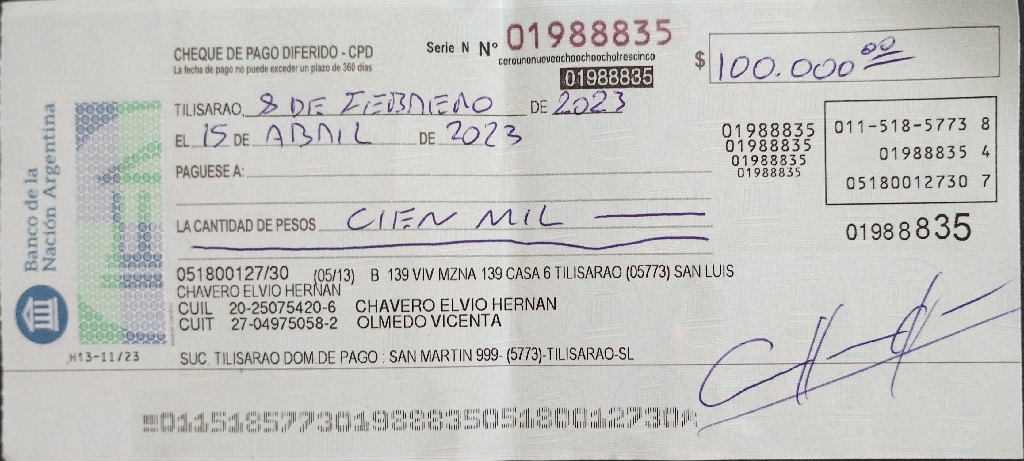 Serie N Nº 01988835
cerounonueveochoochoochotrescinco
01988835
CHEQUE DE PAGO DIFERIDO - CPD
La fecha de pago no puede exceder un plazo de 360 días
$ 100.000 00
TILISARAO, 8 DE FEBRERO DE 2023
EL 15 DE ABRIL DE 2023
PAGUESE A:
LA CANTIDAD DE PESOS CIEN MIL
01988835
01988835
01988835
01988835
011-518-5773 8
01988835 4
05180012730 7
01988835
Banco de la
Nación Argentina
051800127/30 (05/13) B 139 VIV MZNA 139 CASA 6 TILISARAO (05773) SAN LUIS
CHAVERO ELVIO HERNAN
CUIL 20-25075420-6 CHAVERO ELVIO HERNAN
CUIT 27-04975058-2 OLMEDO VICENTA
H13-11/23
SUC. TILISARAO DOM.DE PAGO : SAN MARTIN 999- (5773)-TILISARAO-SL
01151857730198883505180012730